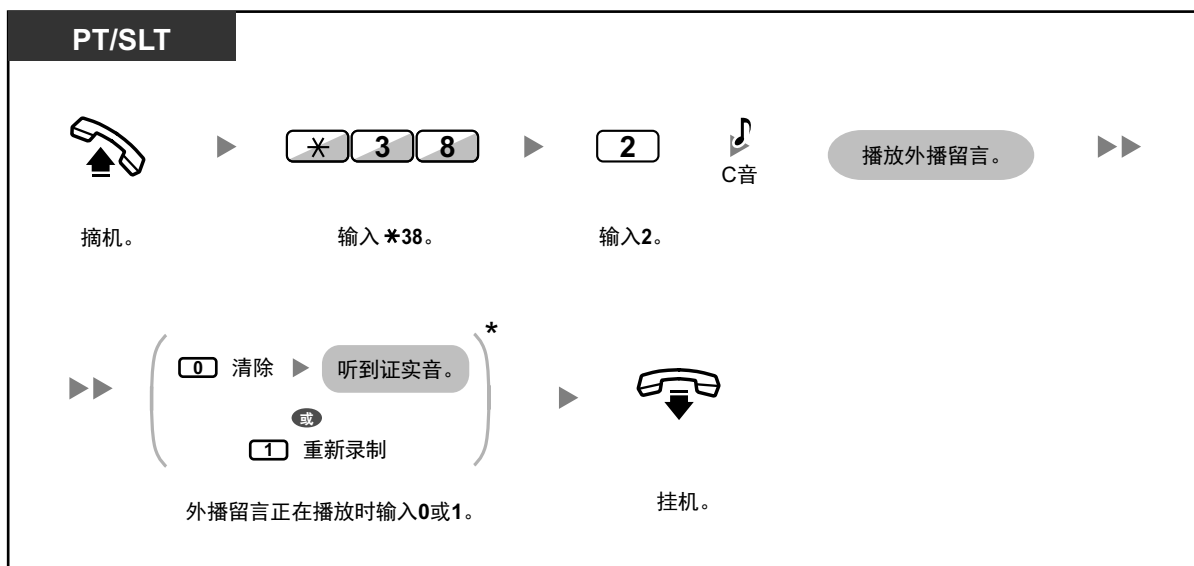 PT/SLT
✳ 3 8
2
C音
播放外播留言。
摘机。
输入✳38。
输入2。
*
0 清除
听到证实音。
或
1 重新录制
外播留言正在播放时输入0或1。
挂机。